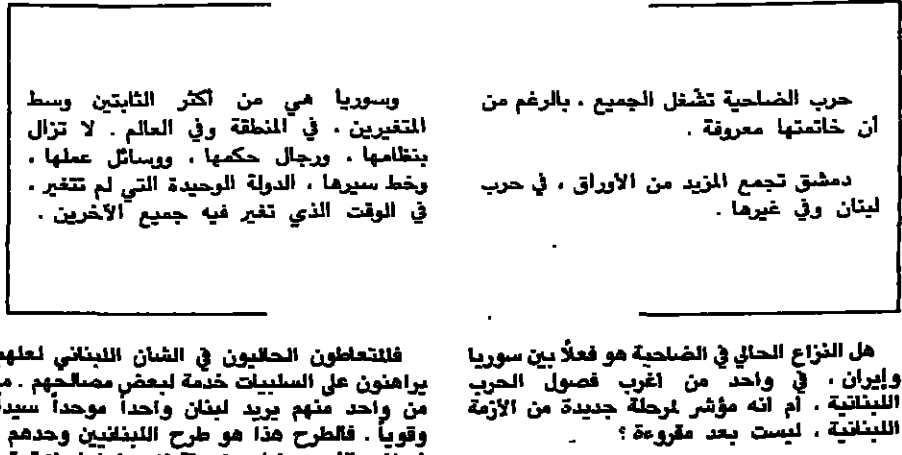 حرب الضاحية تشغل الجميع ، بالرغم من
أن خاتمتها معروفة .
دمشق تجمع المزيد من الأوراق ، في حرب
لبنان وفي غيرها .
وسوريا هي من أكثر الثابتين وسط
المتغيرين ، في المنطقة وفي العالم . لا تزال
بنظامها ، ورجال حكمها ، ووسائل عملها ،
وخط سيرها ، الدولة الوحيدة التي لم تتغير ،
في الوقت الذي تغير فيه جميع الآخرين .
هل النزاع الحالي في الضاحية هو فعلاً بين سوريا
وإيران ، في واحد من اغرب فصول الحرب
اللبنانية ، أم انه مؤشر لمرحلة جديدة من الأزمة
اللبنانية ، ليست بعد مقروءة ؟
فالمتعاطون الحاليون في الشأن اللبناني لعلهم
يراهنون على السلبيات خدمة لبعض مصالحهم . م
من واحد منهم يريد لبنان واحداً موحداً سيداً
وقوياً . فالطرح هذا هو طرح اللبنانيين وحدهم